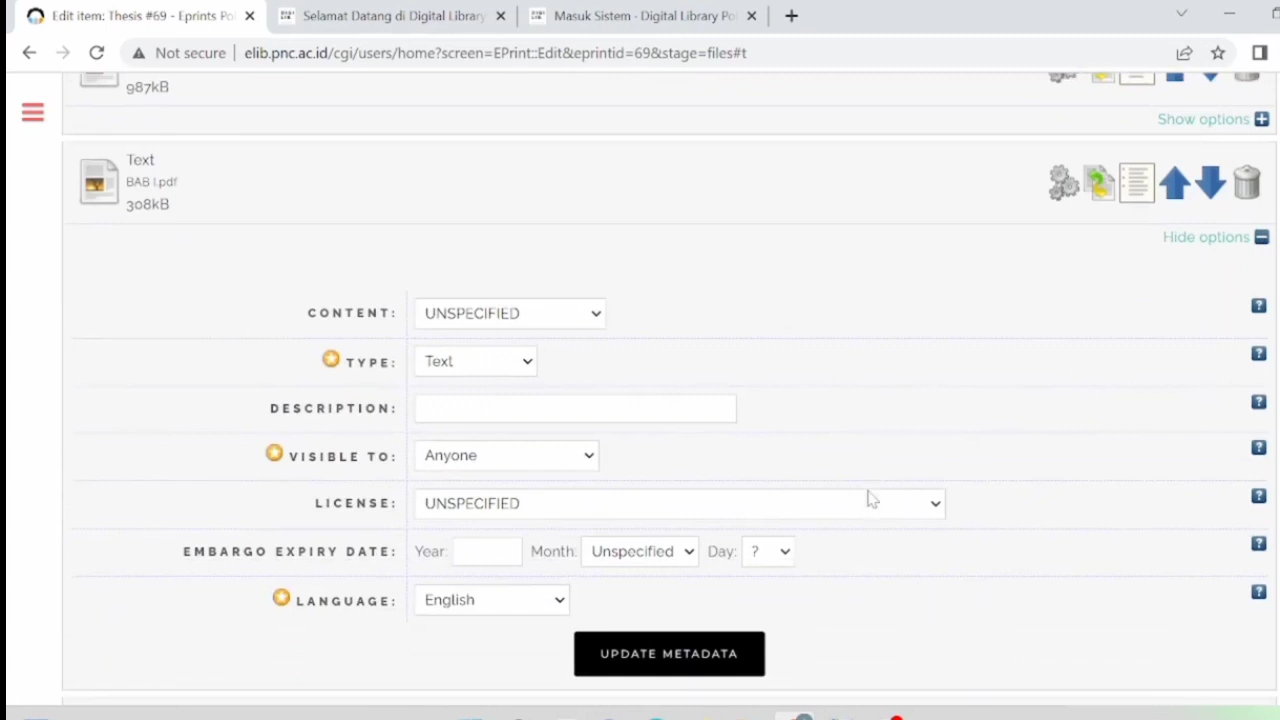 Edit item: Thesis #69 - Eprints Po
Selamat Datang di Digital Library
Masuk Sistem - Digital Library Po
Not secure
elib.pnc.ac.id/cgi/users/home?screen=EPrint::Edit&eprintid=69&stage=files#t
987kB
Show options
Text
BAB I.pdf
308kB
Hide options
CONTENT: UNSPECIFIED
TYPE: Text
DESCRIPTION:
VISIBLE TO: Anyone
LICENSE: UNSPECIFIED
EMBARGO EXPIRY DATE: Year: Month: Unspecified Day: ?
LANGUAGE: English
UPDATE METADATA